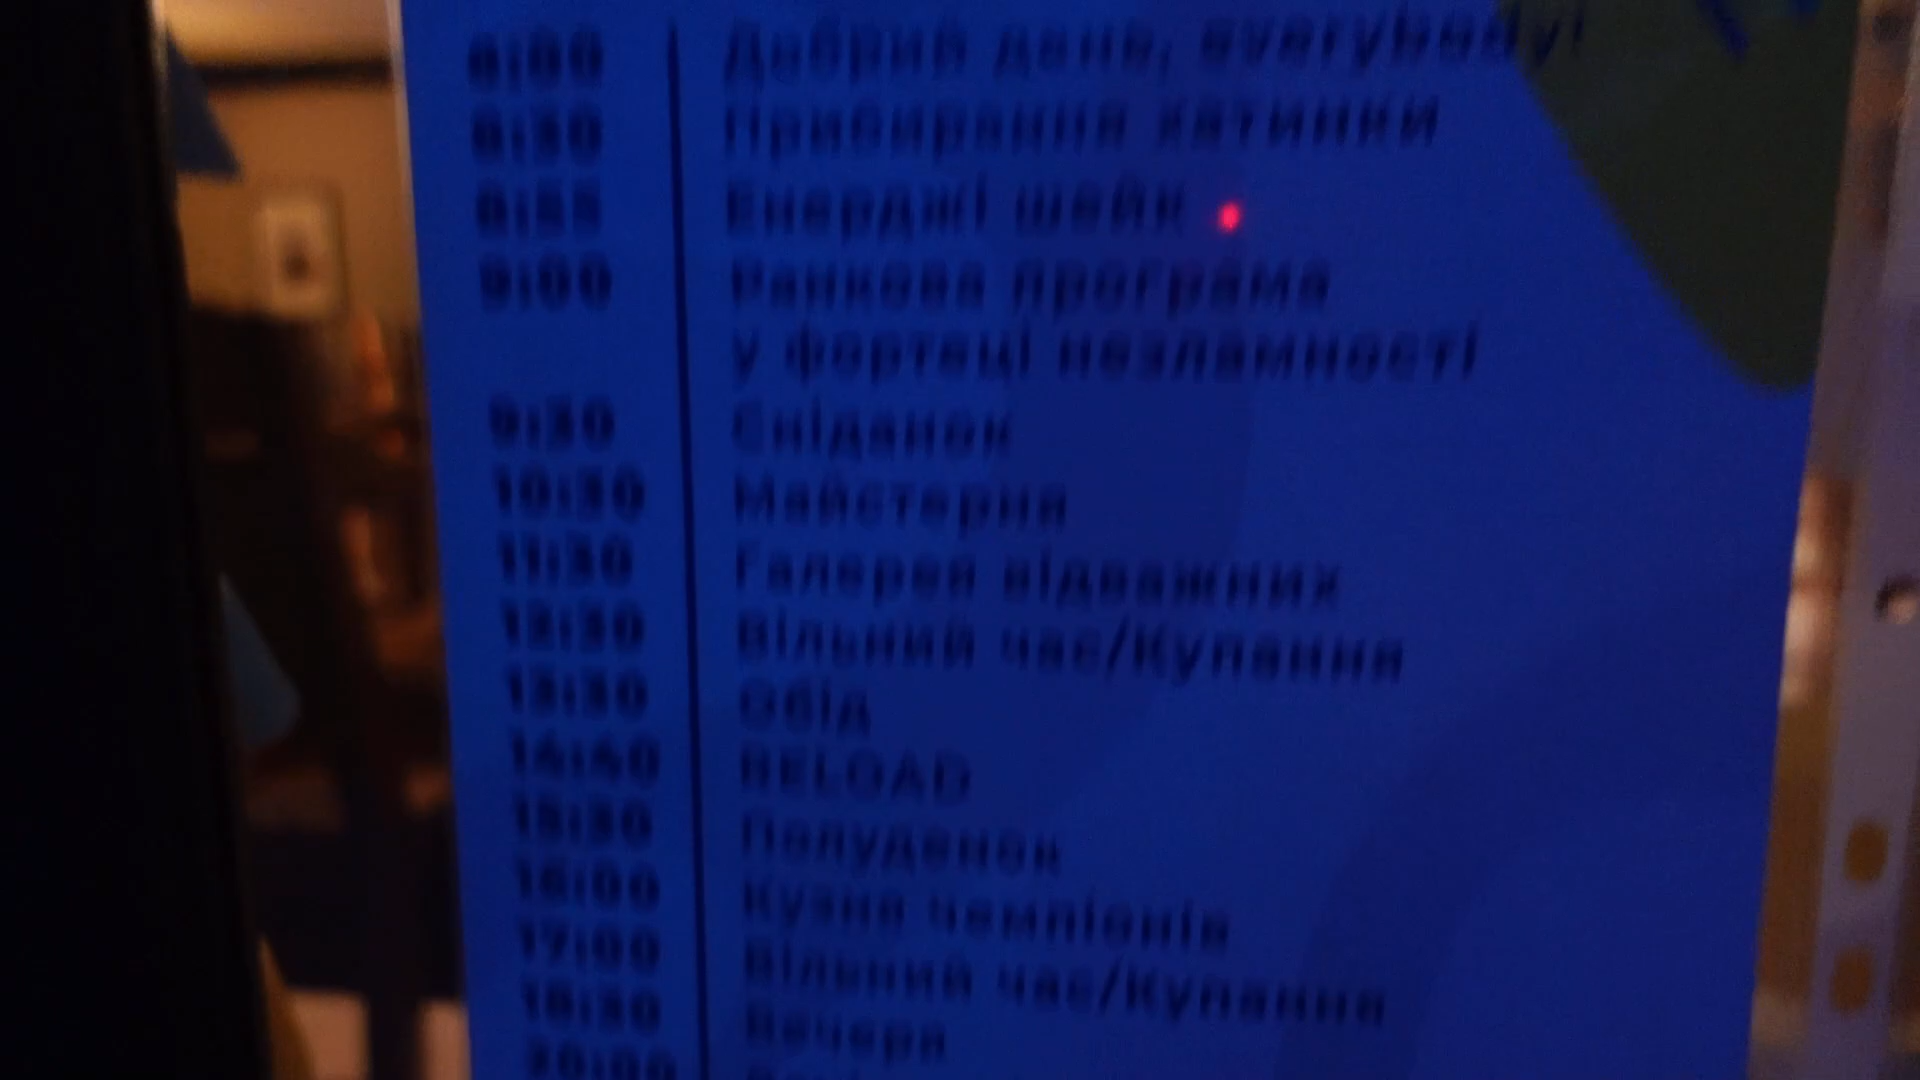 8:00 Добрий день, everybody!
8:30 Прибирання хатинки
8:55 Енерджі шейк
9:00 Ранкова програма
у фортеці незламності
9:30 Сніданок
10:30 Майстерня
11:30 Галерея відважних
12:30 Вільний час/Купання
13:30 Обід
14:40 RELOAD
15:30 Полуденок
16:00 Кузня чемпіонів
17:00 Вільний час/Купання
18:30 Вечеря
20:00